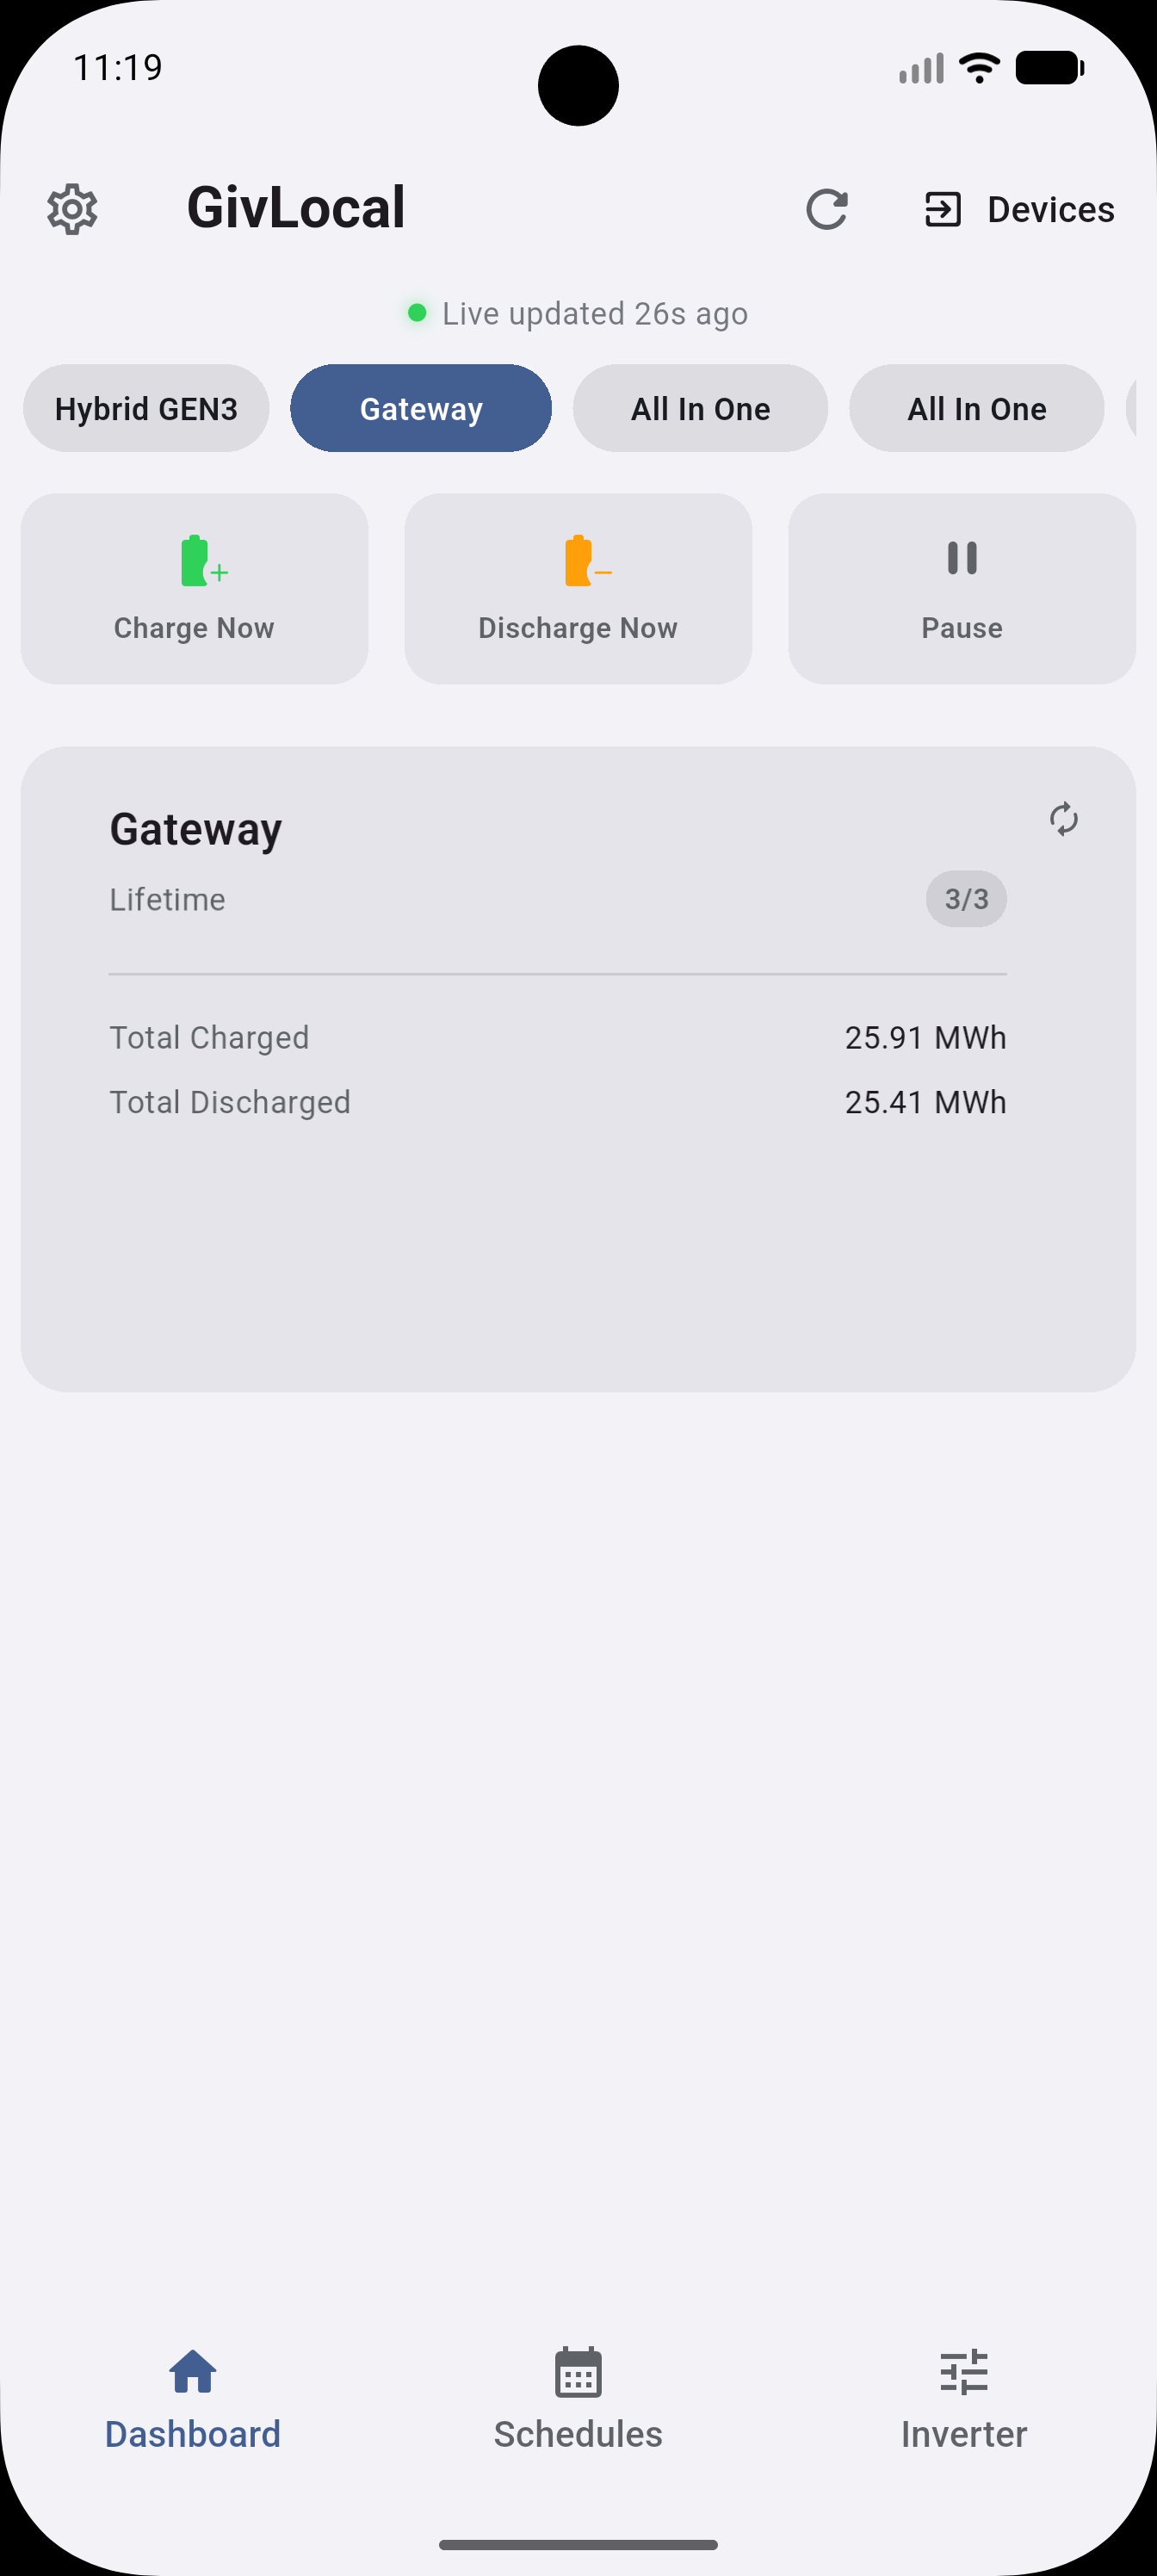 11:19
GivLocal
Devices
Live updated 26s ago
Hybrid GEN3
Gateway
All In One
All In One
Charge Now
Discharge Now
Pause
Gateway
Lifetime
3/3
Total Charged
25.91 MWh
Total Discharged
25.41 MWh
Dashboard
Schedules
Inverter